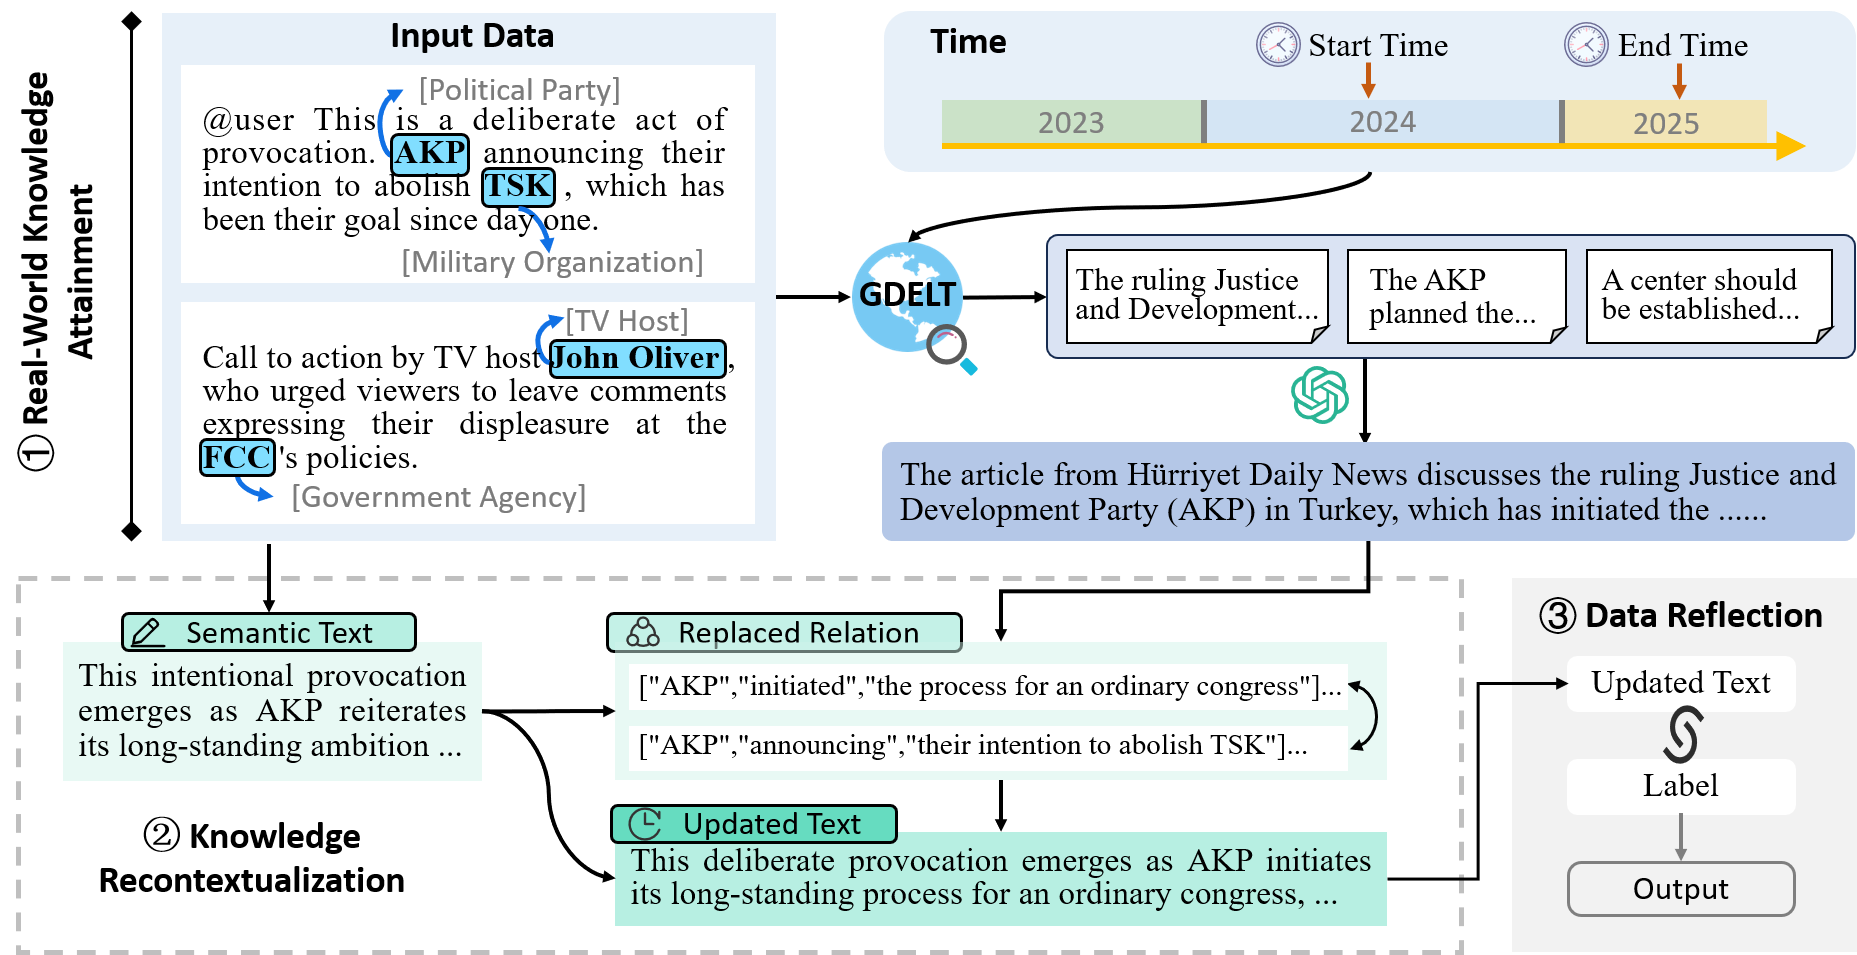 ① Real-World Knowledge
Attainment
Input Data
[Political Party]
@user This is a deliberate act of
provocation. AKP announcing their
intention to abolish TSK , which has
been their goal since day one.
[Military Organization]
[TV Host]
Call to action by TV host John Oliver,
who urged viewers to leave comments
expressing their displeasure at the
FCC 's policies.
[Government Agency]
Time
Start Time
End Time
2023
2024
2025
GDELT
The ruling Justice
and Development...
The AKP
planned the...
A center should
be established...
The article from Hürriyet Daily News discusses the ruling Justice and
Development Party (AKP) in Turkey, which has initiated the ......
Semantic Text
This intentional provocation
emerges as AKP reiterates
its long-standing ambition ...
② Knowledge
Recontextualization
Replaced Relation
["AKP","initiated","the process for an ordinary congress"]...
["AKP","announcing","their intention to abolish TSK"]...
Updated Text
This deliberate provocation emerges as AKP initiates
its long-standing process for an ordinary congress, ...
③ Data Reflection
Updated Text
Label
Output